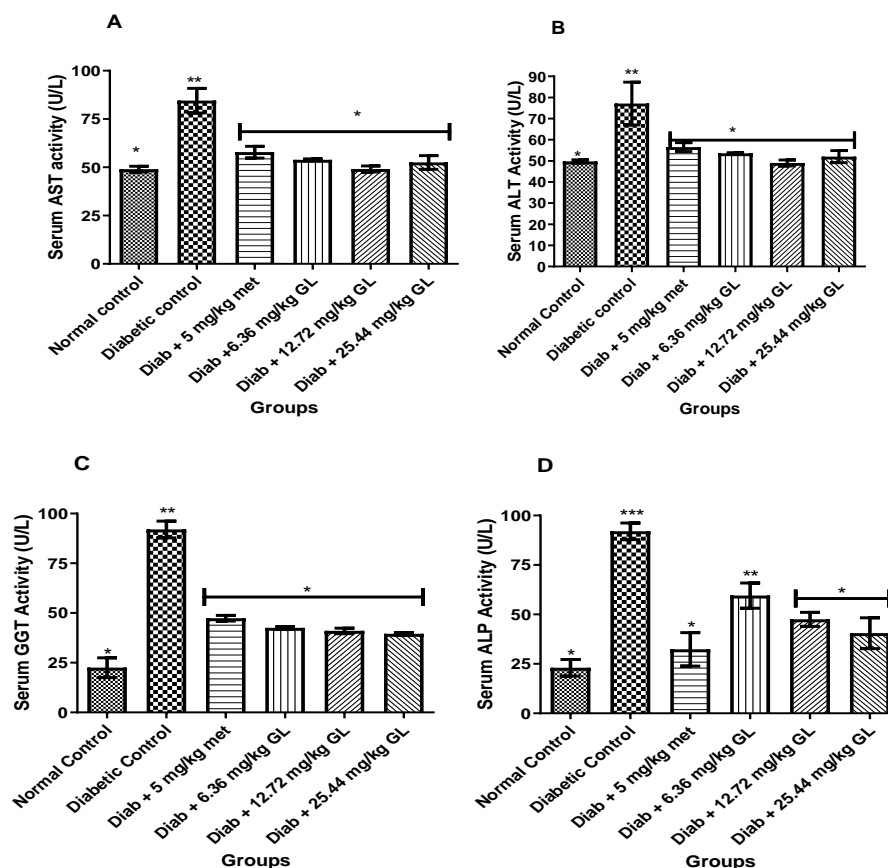 A
Serum AST activity (U/L)
100
75
50
25
0
*
**
*
Normal control
Diabetic control
Diab + 5 mg/kg met
Diab +6.36 mg/kg GL
Diab + 12.72 mg/kg GL
Diab + 25.44 mg/kg GL
Groups
B
Serum ALT activity (U/L)
90
80
70
60
50
40
30
20
10
0
*
**
*
Normal Control
Diabetic control
Diab + 5 mg/kg met
Diab + 6.36 mg/kg GL
Diab + 12.72 mg/kg GL
Diab + 25.44 mg/kg GL
Groups
C
Serum GGT Activity (U/L)
100
75
50
25
0
*
**
*
Normal Control
Diabetic Control
Diab + 5 mg/kg met
Diab + 6.36 mg/kg GL
Diab + 12.72 mg/kg GL
Diab + 25.44 mg/kg GL
Groups
D
Serum ALP Activity (U/L)
100
75
50
25
0
*
***
*
**
*
Normal Control
Diabetic Control
Diab + 5 mg/kg met
Diab + 6.36 mg/kg GL
Diab + 12.72 mg/kg GL
Diab + 25.44 mg/kg GL
Groups